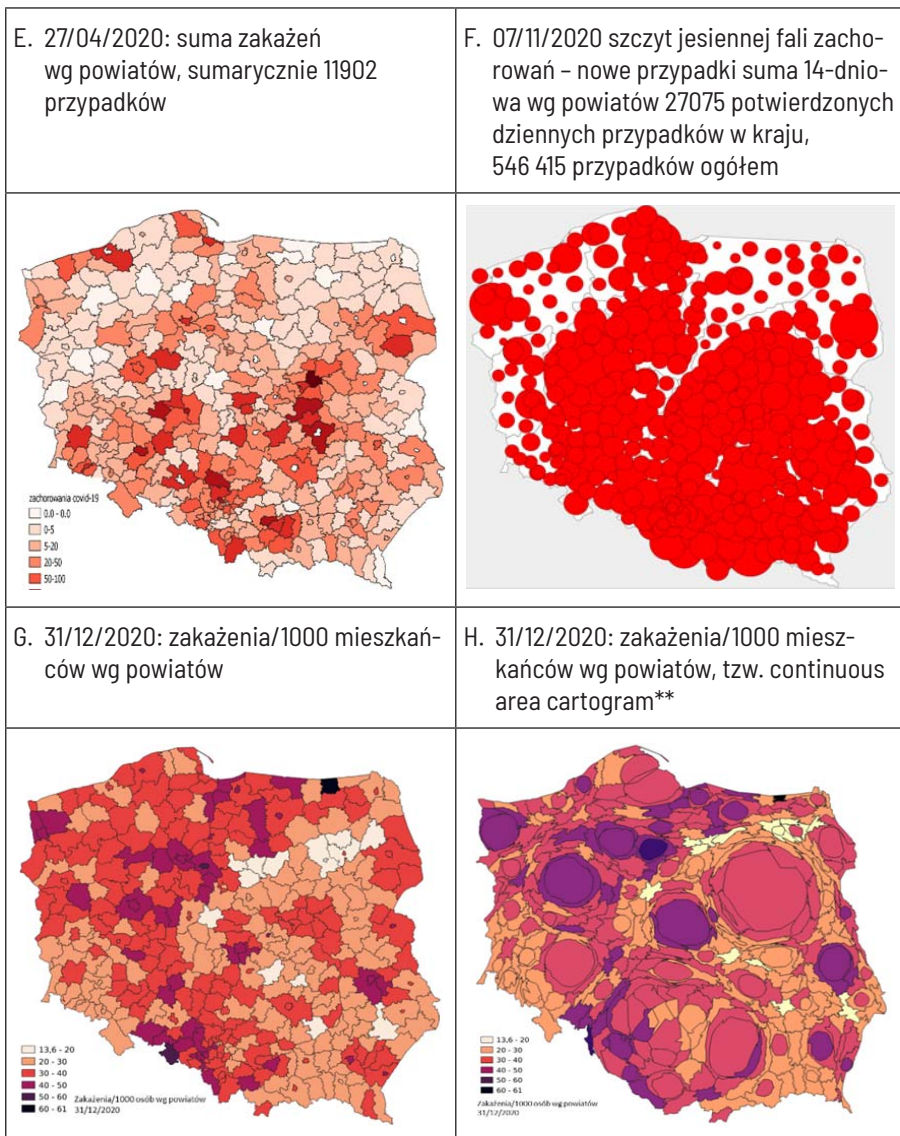 E. 27/04/2020: suma zakażeń
wg powiatów, sumarycznie 11902
przypadków
F. 07/11/2020 szczyt jesiennej fali zacho-
rowań – nowe przypadki suma 14-dnio-
wa wg powiatów 27075 potwierdzonych
dziennych przypadków w kraju,
546 415 przypadków ogółem
zachorowania covid-19
0.0 - 0.0
0-5
5-20
20-50
50-100
G. 31/12/2020: zakażenia/1000 mieszkań-
ców wg powiatów
H. 31/12/2020: zakażenia/1000 miesz-
kańców wg powiatów, tzw. continuous
area cartogram**
13,6 - 20
20 - 30
30 - 40
40 - 50
50 - 60
60 - 61
Zakażenia/1000 osób wg powiatów
31/12/2020
13,6 - 20
20 - 30
30 - 40
40 - 50
50 - 60
60 - 61
Zakażenia/1000 osób wg powiatów
31/12/2020